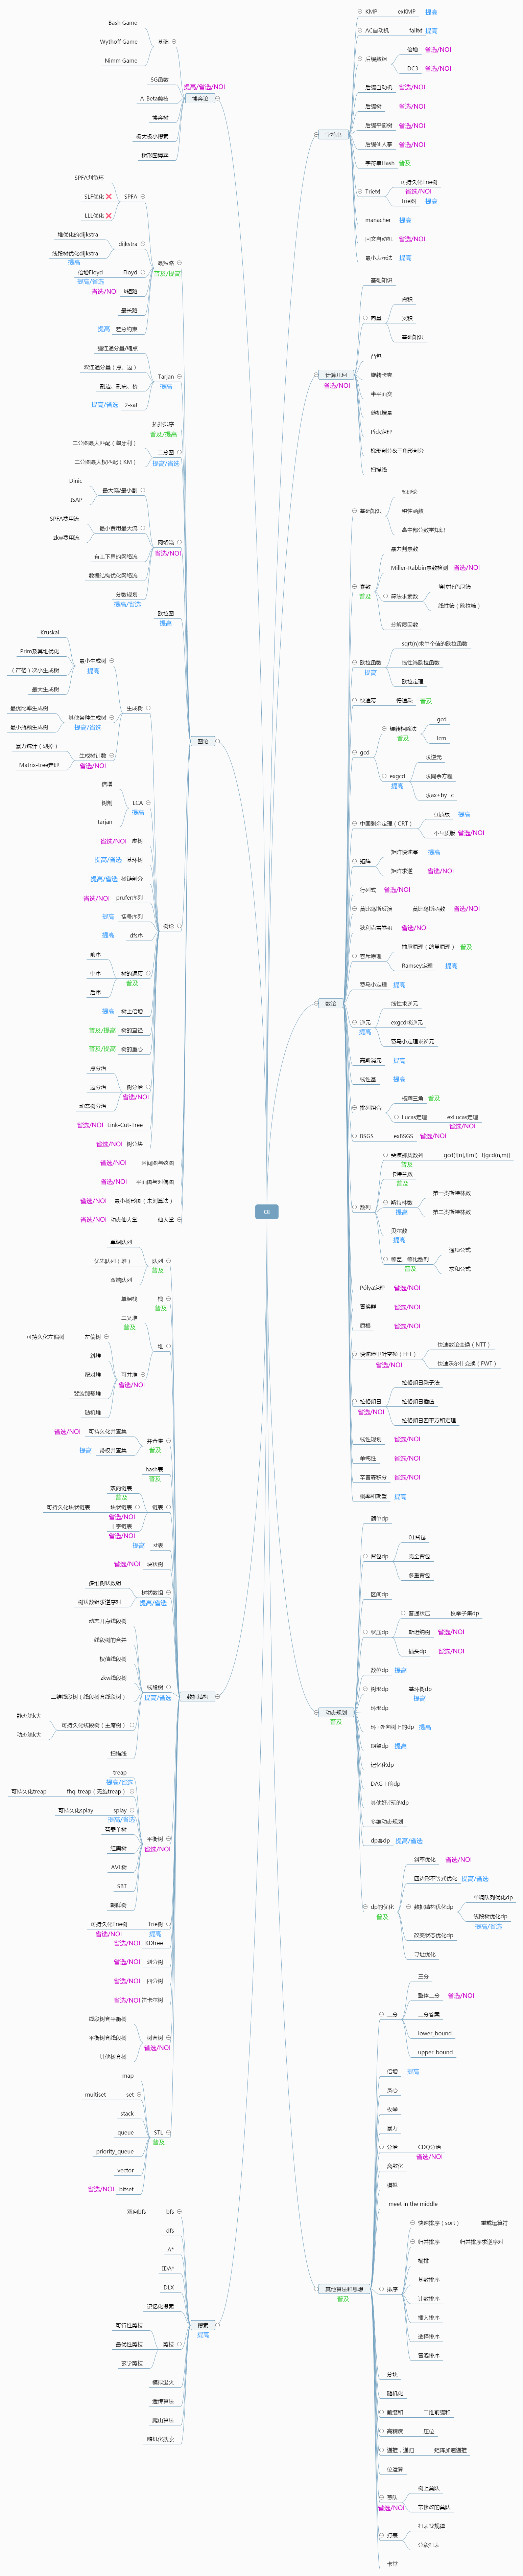 OI
博弈论
提高/省选/NOI
基础
Bash Game
Wythoff Game
Nimm Game
SG函数
A-Beta剪枝
博弈树
极大极小搜索
树形图博弈
图论
最短路
普及/提高
SPFA
SPFA判负环
SLF优化
LLL优化
dijkstra
堆优化的dijkstra
线段树优化dijkstra
提高
Floyd
倍增Floyd
提高/省选
k短路
省选/NOI
最长路
差分约束
提高
Tarjan
提高
强连通分量/缩点
双连通分量（点、边）
割边、割点、桥
2-sat
提高/省选
拓扑排序
普及/提高
二分图
提高/省选
二分图最大匹配（匈牙利）
二分图最大权匹配（KM）
网络流
省选/NOI
最大流/最小割
Dinic
ISAP
最小费用最大流
SPFA费用流
zkw费用流
有上下界的网络流
数据结构优化网络流
分数规划
提高/省选
欧拉图
提高
生成树
最小生成树
提高
Kruskal
Prim及其堆优化
（严格）次小生成树
最大生成树
其他各种生成树
提高/省选
最优比率生成树
最小瓶颈生成树
生成树计数
省选/NOI
暴力统计（划掉）
Matrix-tree定理
树论
LCA
提高
倍增
树剖
tarjan
虚树
省选/NOI
基环树
提高/省选
树链剖分
提高/省选
prufer序列
省选/NOI
括号序列
提高
dfs序
提高
树的遍历
普及
前序
中序
后序
树上倍增
提高
树的直径
普及/提高
树的重心
普及/提高
树分治
省选/NOI
点分治
边分治
动态树分治
Link-Cut-Tree
省选/NOI
树分块
省选/NOI
区间图与弦图
省选/NOI
平面图与对偶图
省选/NOI
最小树形图（朱刘算法）
省选/NOI
仙人掌
动态仙人掌
省选/NOI
数据结构
队列
普及
单调队列
优先队列（堆）
双端队列
栈
普及
单调栈
堆
二叉堆
普及
可并堆
省选/NOI
左偏树
可持久化左偏树
斜堆
配对堆
斐波那契堆
随机堆
并查集
普及
可持久化并查集
省选/NOI
带权并查集
提高
hash表
普及
链表
双向链表
普及
块状链表
省选/NOI
可持久化块状链表
十字链表
省选/NOI
st表
提高
块状树
省选/NOI
树状数组
提高/省选
多维树状数组
树状数组求逆序对
线段树
提高/省选
动态开点线段树
线段树的合并
权值线段树
zkw线段树
二维线段树（线段树套线段树）
可持久化线段树（主席树）
静态第k大
动态第k大
扫描线
平衡树
省选/NOI
treap
提高/省选
fhq-treap（无旋treap）
可持久化treap
splay
提高/省选
可持久化splay
替罪羊树
红黑树
AVL树
SBT
朝鲜树
Trie树
提高
可持久化Trie树
省选/NOI
KDtree
省选/NOI
划分树
省选/NOI
四分树
省选/NOI
笛卡尔树
省选/NOI
树套树
省选/NOI
线段树套平衡树
平衡树套线段树
其他树套树
STL
普及
map
set
multiset
stack
queue
priority_queue
vector
bitset
省选/NOI
搜索
提高
bfs
双向bfs
dfs
A*
IDA*
DLX
记忆化搜索
剪枝
可行性剪枝
最优性剪枝
玄学剪枝
模拟退火
遗传算法
爬山算法
随机化搜索
字符串
KMP
exKMP
提高
AC自动机
fail树
提高
后缀数组
倍增
省选/NOI
DC3
省选/NOI
后缀自动机
省选/NOI
后缀树
省选/NOI
后缀平衡树
省选/NOI
后缀仙人掌
省选/NOI
字符串Hash
普及
Trie树
可持久化Trie树
省选/NOI
Trie图
提高
manacher
提高
回文自动机
省选/NOI
最小表示法
提高
计算几何
省选/NOI
基础知识
向量
点积
叉积
基础知识
凸包
旋转卡壳
半平面交
随机增量
Pick定理
梯形剖分&三角形剖分
扫描线
数论
基础知识
%理论
积性函数
高中部分数学知识
素数
普及
暴力判素数
Miller-Rabbin素数检测
省选/NOI
筛法求素数
埃拉托色尼筛
线性筛（欧拉筛）
分解质因数
欧拉函数
提高
sqrt(n)求单个值的欧拉函数
线性筛欧拉函数
欧拉定理
快速幂
慢速斯
普及
gcd
辗转相除法
普及
gcd
lcm
exgcd
提高
求逆元
求同余方程
求ax+by=c
中国剩余定理（CRT）
互质版
提高
不互质版
省选/NOI
矩阵
矩阵快速幂
提高
矩阵求逆
省选/NOI
行列式
省选/NOI
莫比乌斯反演
莫比乌斯函数
省选/NOI
狄利克雷卷积
省选/NOI
容斥原理
抽屉原理（鸽巢原理）
普及
Ramsey定理
提高
费马小定理
提高
逆元
提高
线性求逆元
exgcd求逆元
费马小定理求逆元
高斯消元
提高
线性基
提高
排列组合
杨辉三角
普及
Lucas定理
exLucas定理
省选/NOI
BSGS
exBSGS
省选/NOI
数列
斐波那契数列
普及
gcd(f[n],f[m])=f[gcd(n,m)]
卡特兰数
普及
斯特林数
提高
第一类斯特林数
第二类斯特林数
贝尔数
提高
等差、等比数列
普及
通项公式
求和公式
Pólya定理
省选/NOI
置换群
省选/NOI
原根
省选/NOI
快速傅里叶变换（FFT）
省选/NOI
快速数论变换（NTT）
快速沃尔什变换（FWT）
拉格朗日
省选/NOI
拉格朗日乘子法
拉格朗日插值
拉格朗日四平方和定理
线性规划
省选/NOI
单纯性
省选/NOI
辛普森积分
省选/NOI
概率和期望
提高
动态规划
普及
简单dp
背包dp
01背包
完全背包
多重背包
区间dp
状压dp
普通状压
枚举子集dp
斯坦纳树
省选/NOI
插头dp
省选/NOI
数位dp
提高
树形dp
基环树dp
提高
环形dp
环+外向树上的dp
提高
期望dp
提高
记忆化dp
DAG上的dp
其他好♂玩的dp
多维动态规划
dp套dp
提高/省选
dp的优化
普及
斜率优化
省选/NOI
四边形不等式优化
提高/省选
数据结构优化dp
单调队列优化dp
线段树优化dp
提高/省选
改变状态优化dp
寻址优化
其他算法和思想
普及
二分
三分
整体二分
省选/NOI
二分答案
lower_bound
upper_bound
倍增
提高
贪心
枚举
暴力
分治
CDQ分治
省选/NOI
离散化
模拟
meet in the middle
排序
快速排序（sort）
重载运算符
归并排序
归并排序求逆序对
桶排
基数排序
计数排序
插入排序
选择排序
冒泡排序
分块
随机化
前缀和
二维前缀和
高精度
压位
递推，递归
矩阵加速递推
位运算
莫队
省选/NOI
树上莫队
带修改的莫队
打表
打表找规律
分段打表
卡常